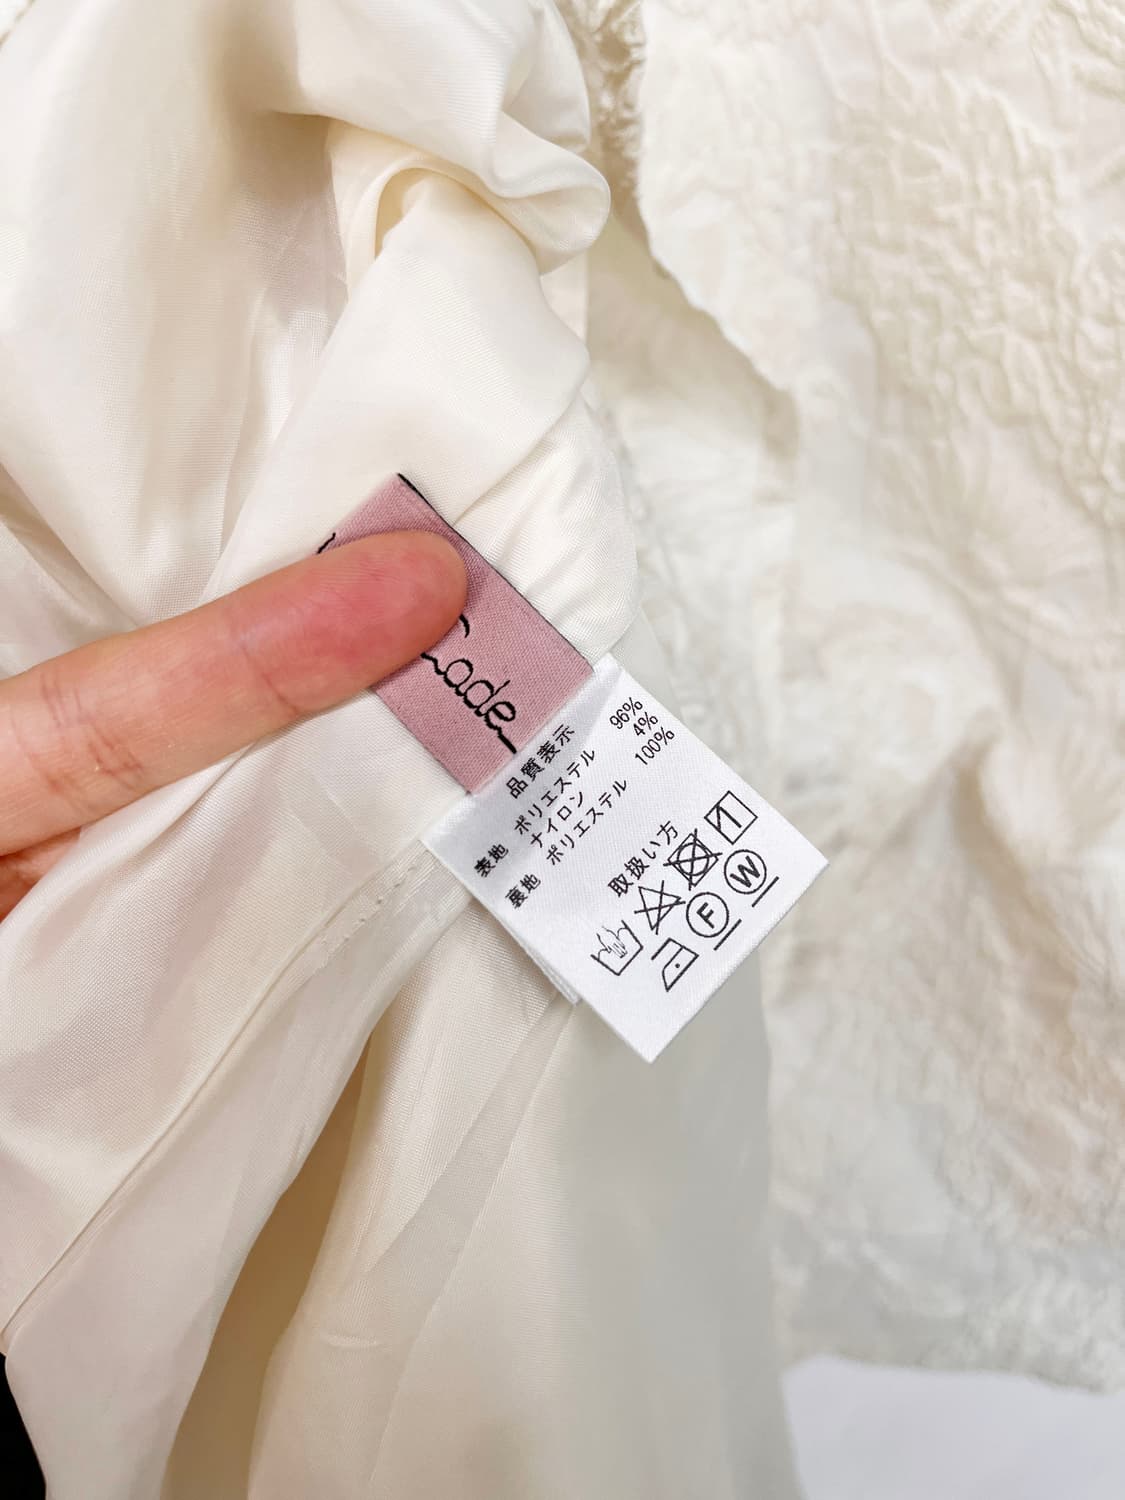 ade
品質表示
表地 ポリエステル 96%
ナイロン 4%
裏地 ポリエステル 100%
取扱い方
F
W